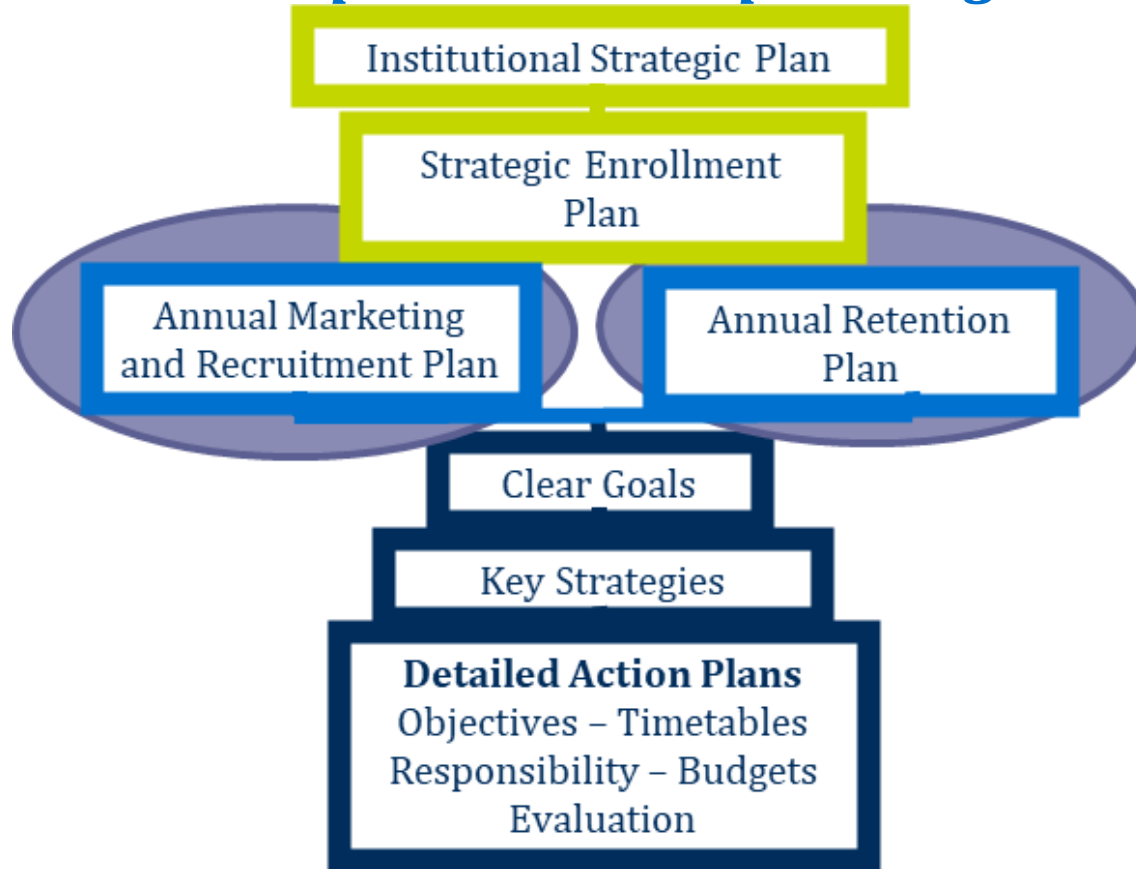 Institutional Strategic Plan
Strategic Enrollment
Plan
Annual Marketing
and Recruitment Plan
Annual Retention
Plan
Clear Goals
Key Strategies
Detailed Action Plans
Objectives – Timetables
Responsibility – Budgets
Evaluation